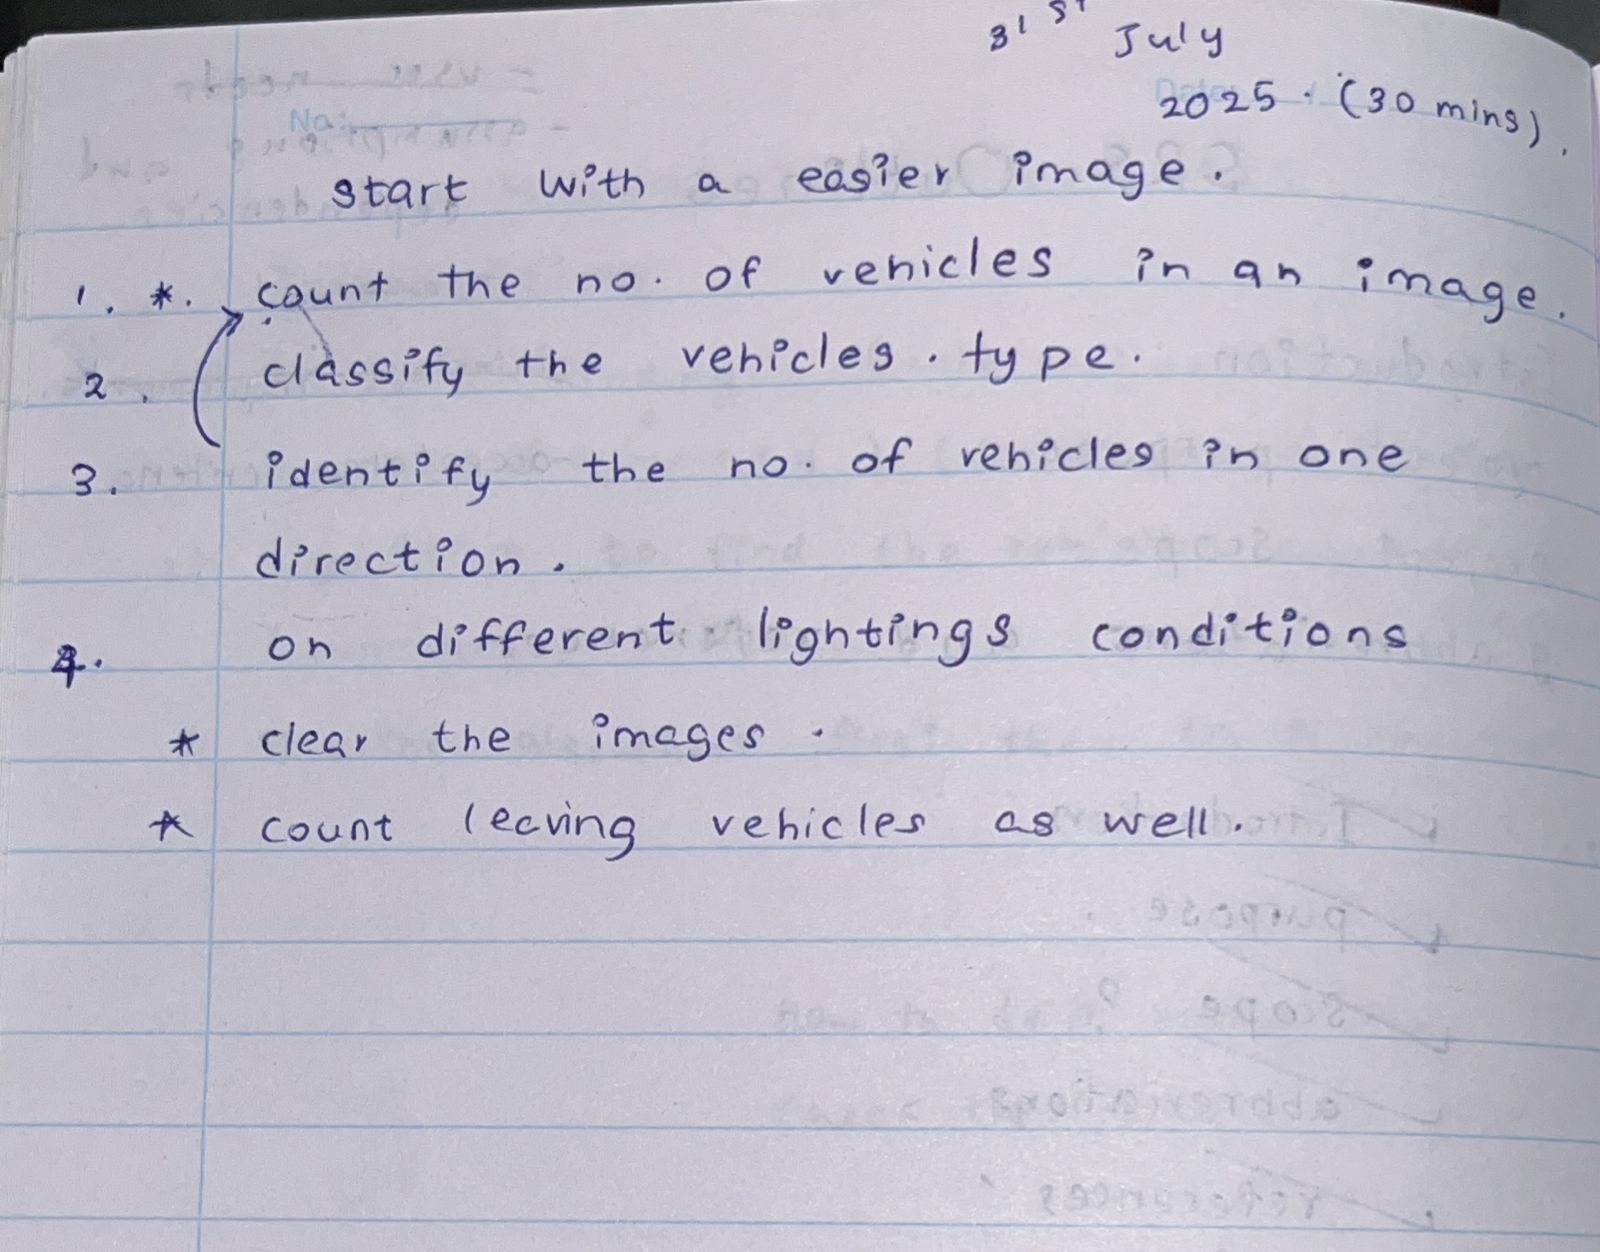 31st July
2025. (30 mins).
start with a easier image.
1. *. count the no. of vehicles in an image.
2. classify the vehicles. type.
3. identify the no. of vehicles in one
direction.
4. on different lightings conditions
* clear the images.
* count leaving vehicles as well.